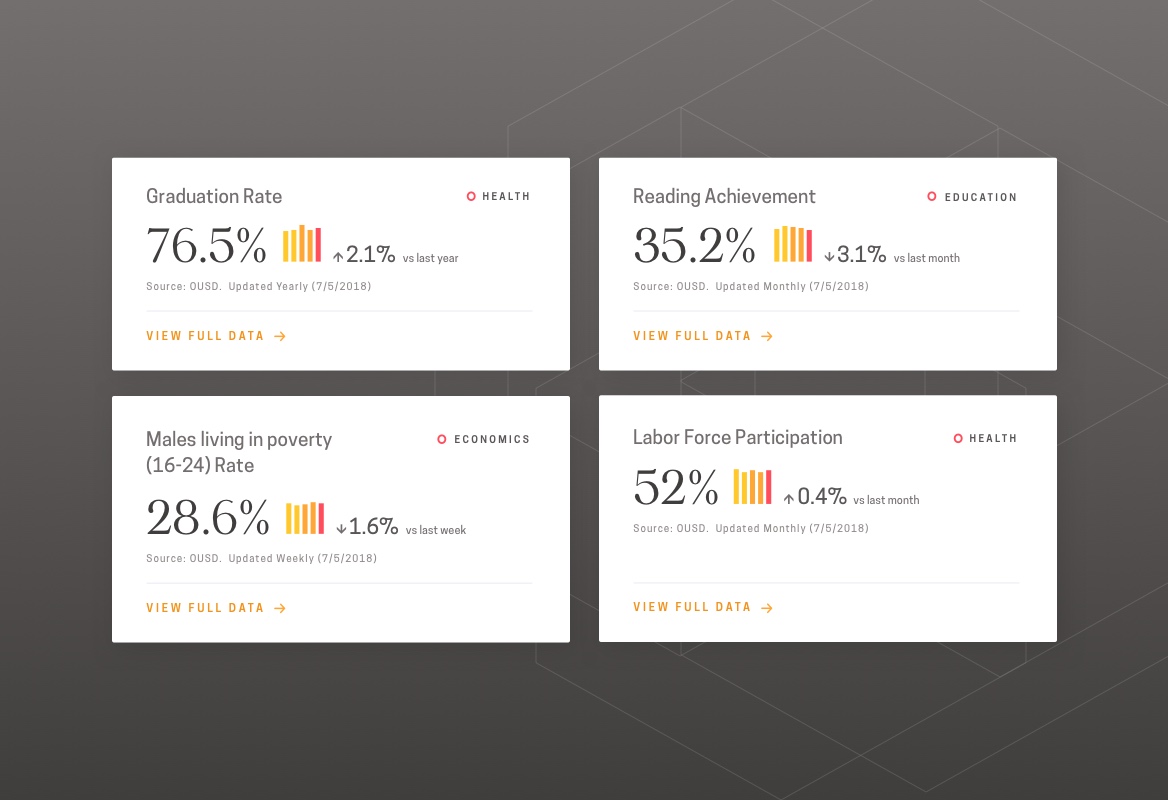 Graduation Rate
HEALTH
76.5% ↑2.1% vs last year
Source: OUSD. Updated Yearly (7/5/2018)
VIEW FULL DATA →
Reading Achievement
EDUCATION
35.2% ↓3.1% vs last month
Source: OUSD. Updated Monthly (7/5/2018)
VIEW FULL DATA →
Males living in poverty
(16-24) Rate
ECONOMICS
28.6% ↓1.6% vs last week
Source: OUSD. Updated Weekly (7/5/2018)
VIEW FULL DATA →
Labor Force Participation
HEALTH
52% ↑0.4% vs last month
Source: OUSD. Updated Monthly (7/5/2018)
VIEW FULL DATA →